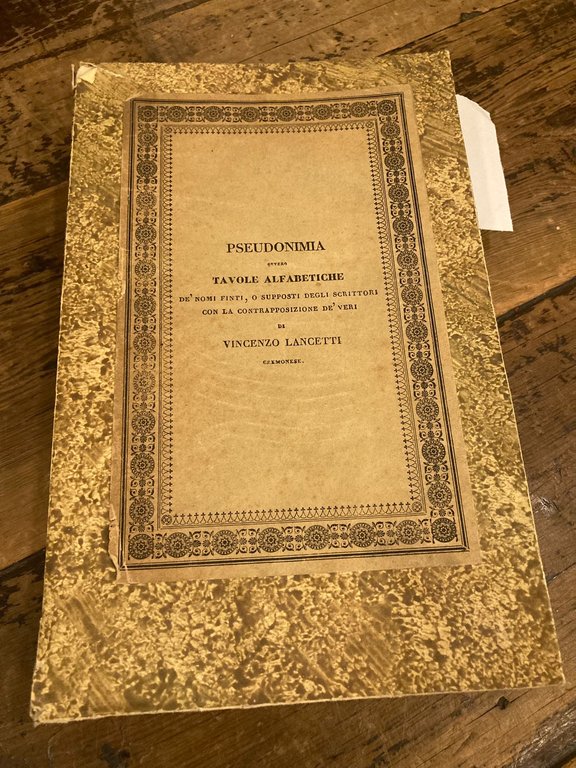 PSEUDONIMIA
OVVERO
TAVOLE ALFABETICHE
DE' NOMI FINTI, O SUPPOSTI DEGLI SCRITTORI
CON LA CONTRAPPOSIZIONE DE' VERI
DI
VINCENZO LANCETTI
CREMONESE.